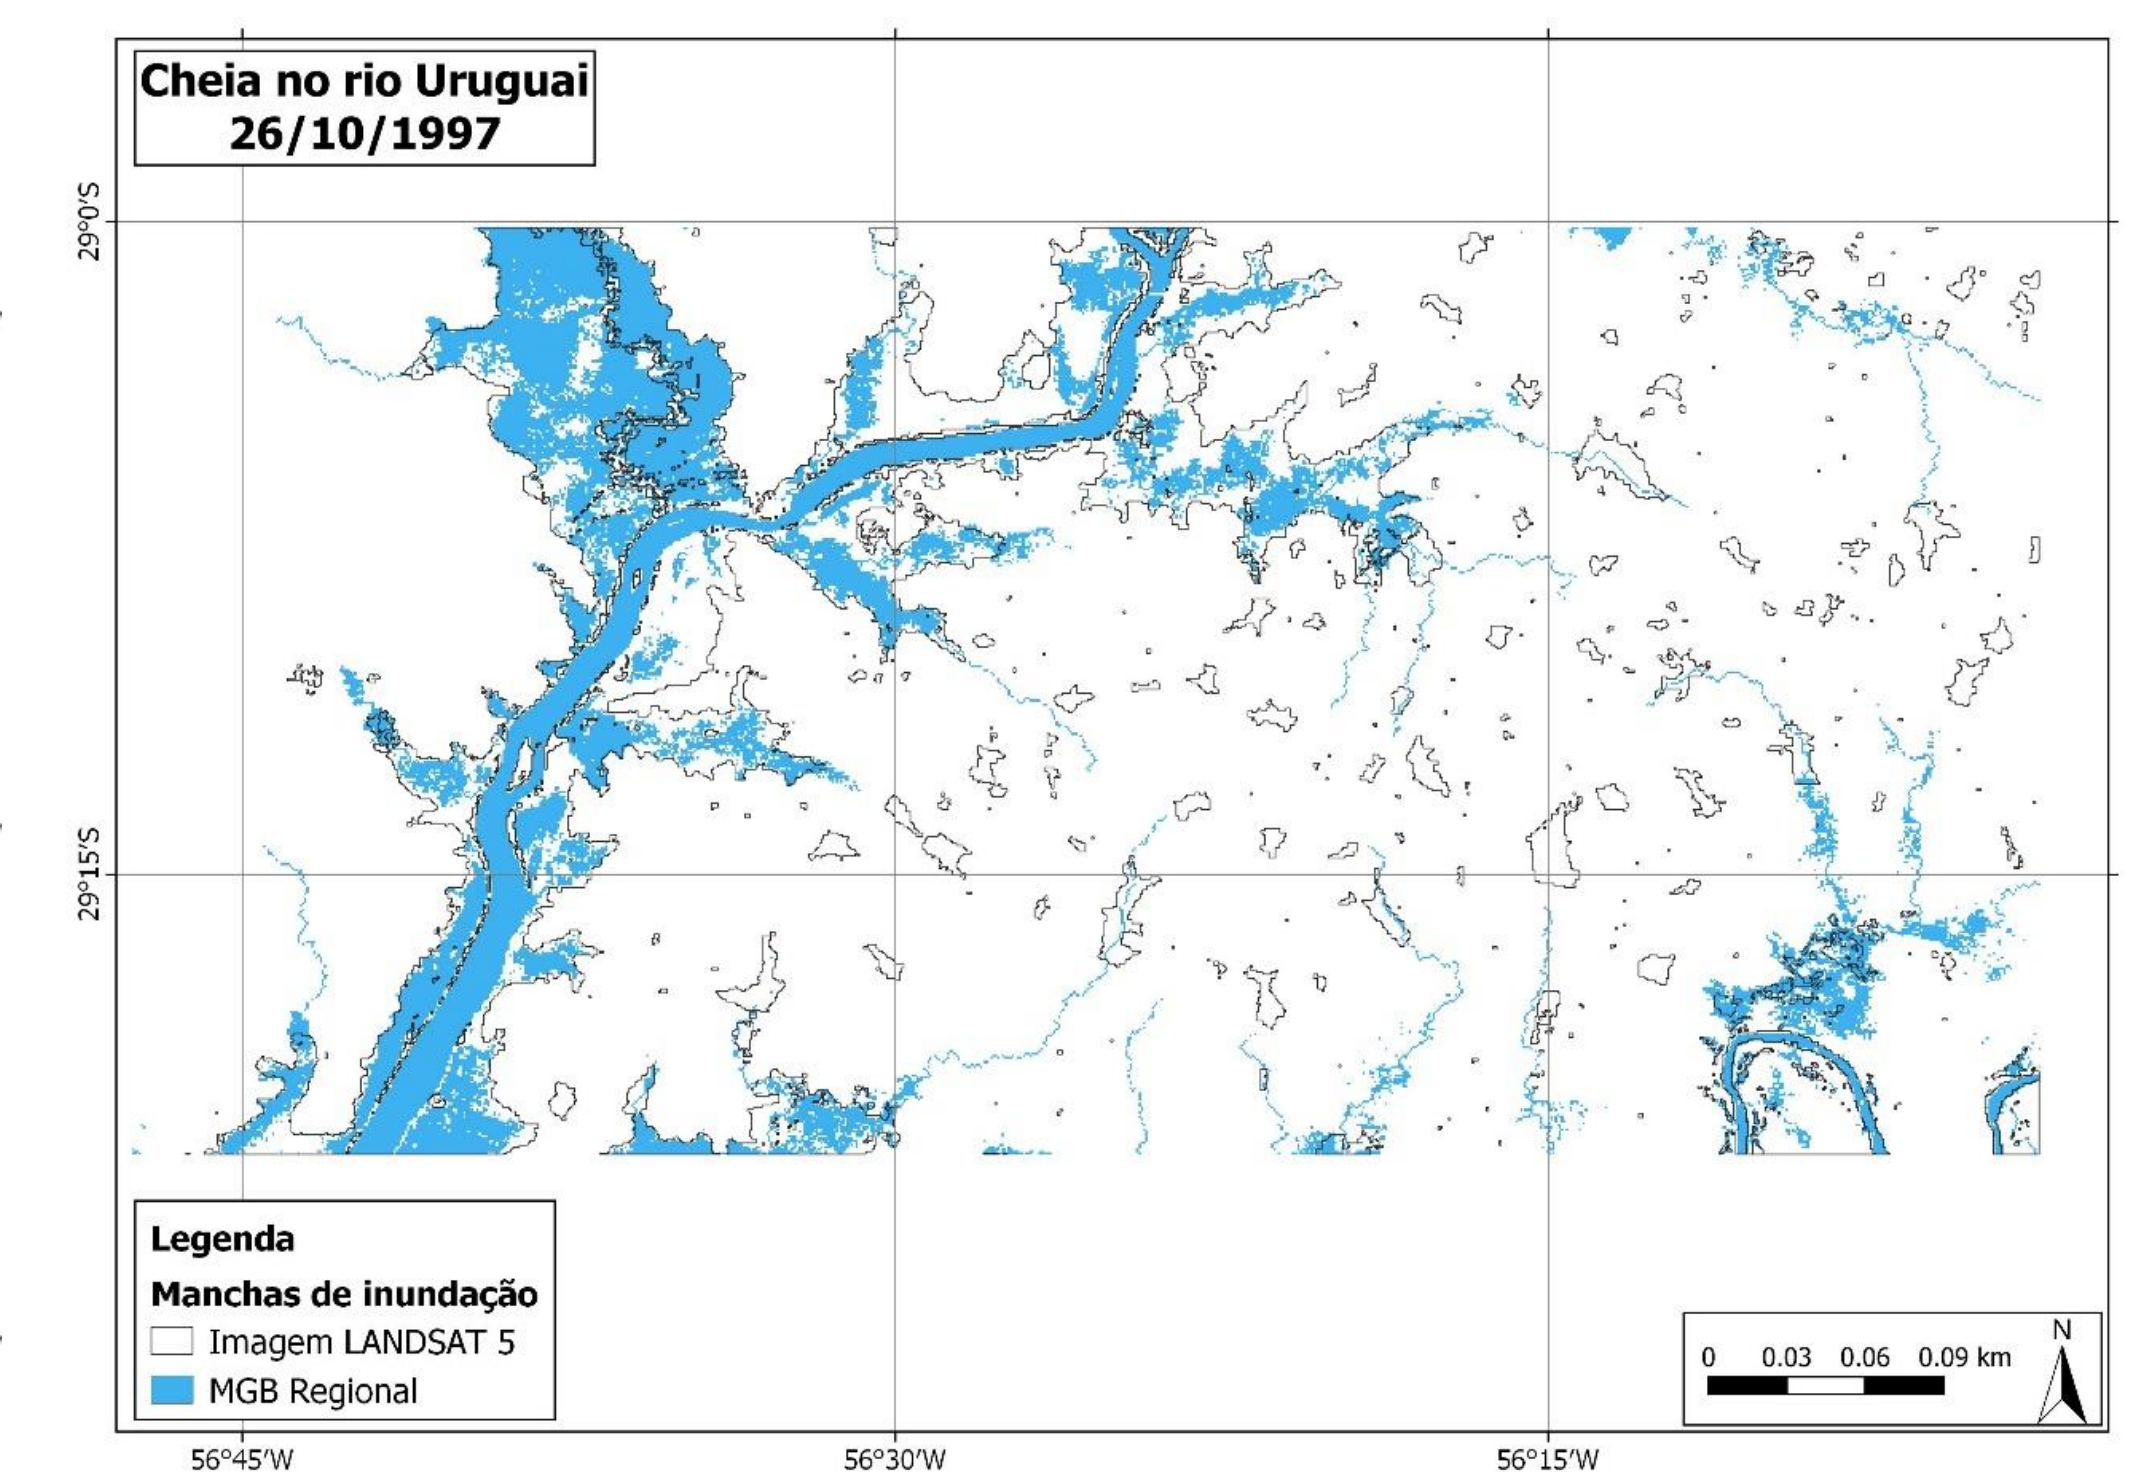 Cheia no rio Uruguai
26/10/1997
29°0'S
29°15'S
Legenda
Manchas de inundação
Imagem LANDSAT 5
MGB Regional
N
0 0.03 0.06 0.09 km
56°45'W 56°30'W 56°15'W